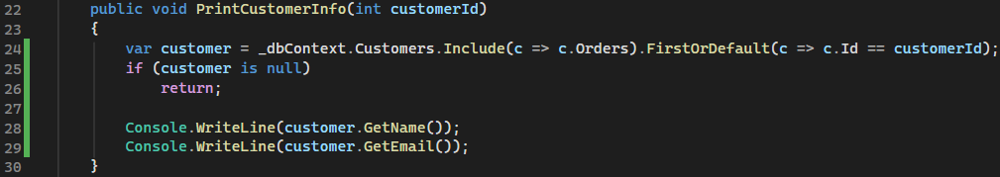 22 public void PrintCustomerInfo(int customerId)
23 {
24 var customer = _dbContext.Customers.Include(c => c.Orders).FirstOrDefault(c => c.Id == customerId);
25 if (customer is null)
26 return;
27
28 Console.WriteLine(customer.GetName());
29 Console.WriteLine(customer.GetEmail());
30 }